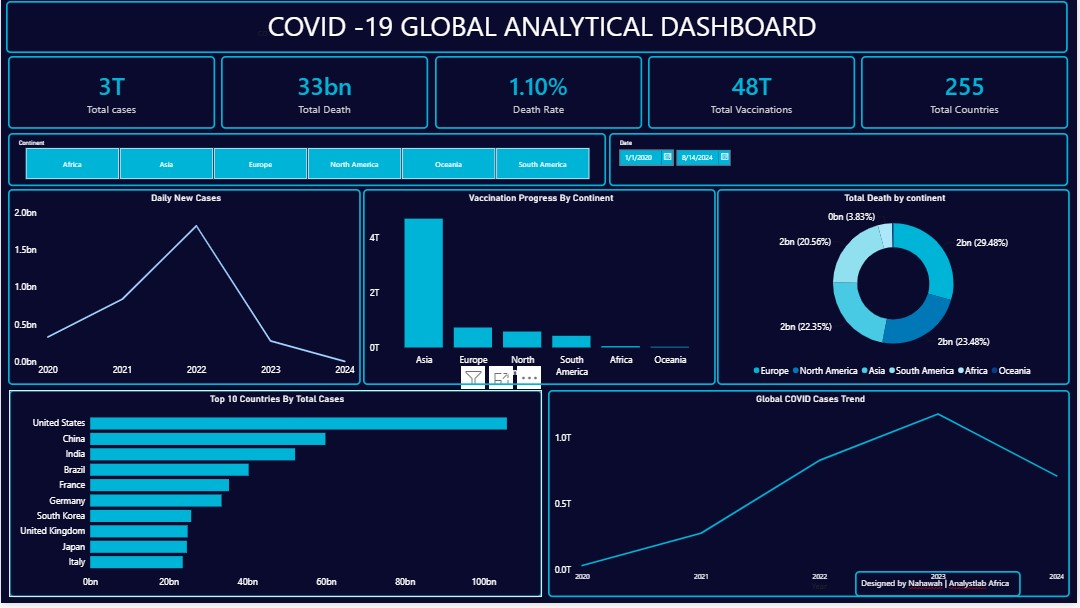 COVID -19 GLOBAL ANALYTICAL DASHBOARD
3T
Total cases
33bn
Total Death
1.10%
Death Rate
48T
Total Vaccinations
255
Total Countries
Continent
Africa
Asia
Europe
North America
Oceania
South America
Date
1/1/2020
8/14/2024
Daily New Cases
2.0bn
1.5bn
1.0bn
0.5bn
0.0bn
2020
2021
2022
2023
2024
Vaccination Progress By Continent
4T
2T
0T
Asia
Europe
North
South
America
Africa
Oceania
Total Death by continent
0bn (3.83%)
2bn (20.56%)
2bn (29.48%)
2bn (22.35%)
2bn (23.48%)
Europe
North America
Asia
South America
Africa
Oceania
Top 10 Countries By Total Cases
United States
China
India
Brazil
France
Germany
South Korea
United Kingdom
Japan
Italy
0bn
20bn
40bn
60bn
80bn
100bn
Global COVID Cases Trend
1.0T
0.5T
0.0T
2020
2021
2022
2023
2024
Designed by Nahawah | Analystlab Africa